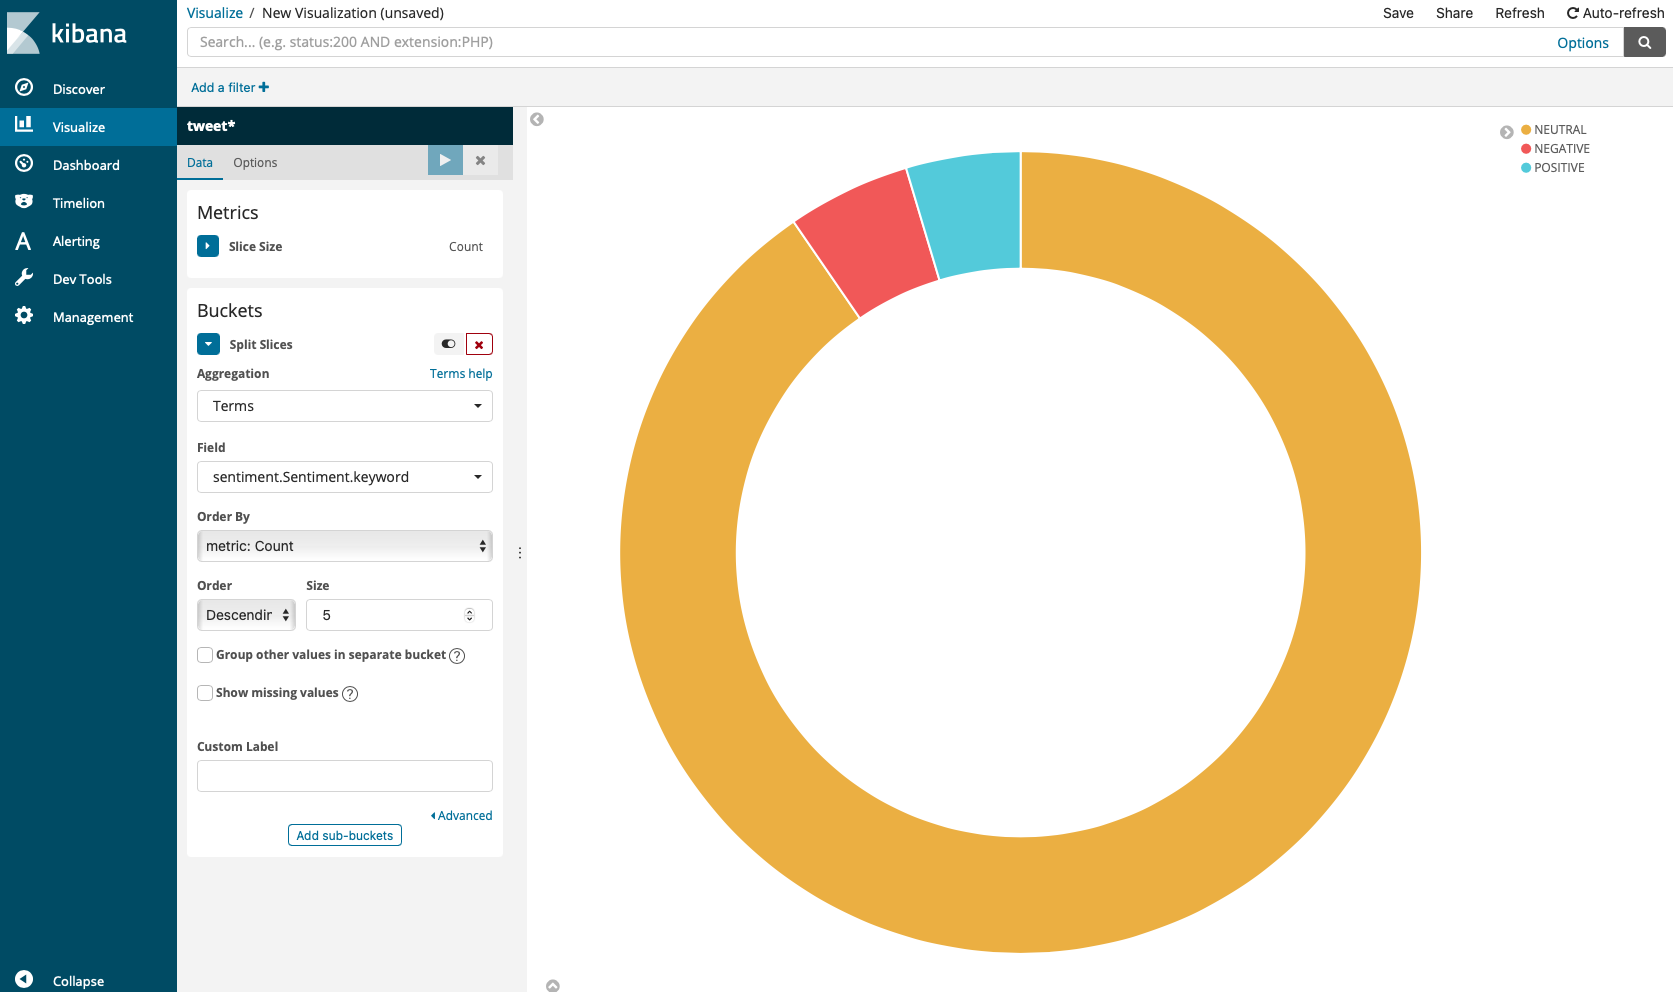 kibana
Discover
Visualize
Dashboard
Timelion
Alerting
Dev Tools
Management
Collapse
Visualize / New Visualization (unsaved)
Save Share Refresh Auto-refresh
Search... (e.g. status:200 AND extension:PHP)
Options
Add a filter
tweet*
Data Options
Metrics
Slice Size Count
Buckets
Split Slices
Aggregation Terms help
Terms
Field
sentiment.Sentiment.keyword
Order By
metric: Count
Order Size
Descendin 5
Group other values in separate bucket ?
Show missing values ?
Custom Label
Advanced
Add sub-buckets
NEUTRAL
NEGATIVE
POSITIVE